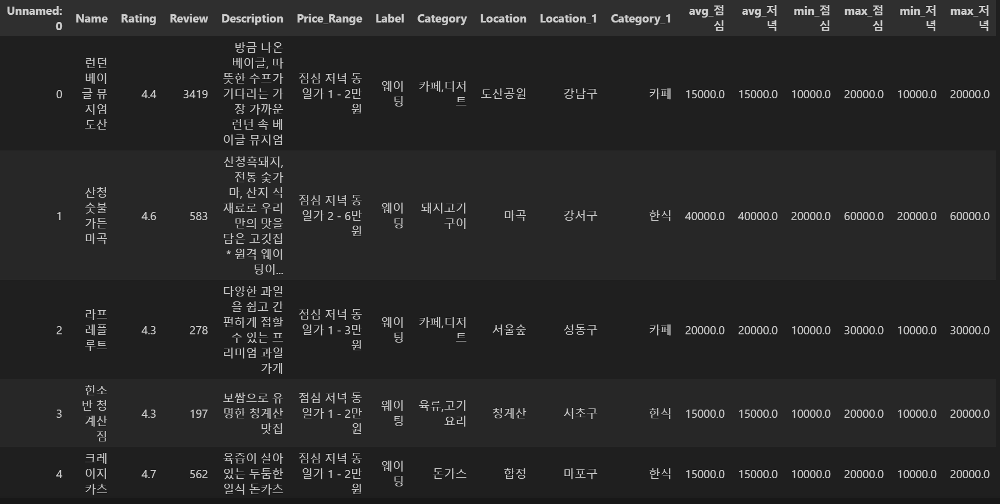 Unnamed: 0 Name Rating Review Description Price_Range Label Category Location Location_1 Category_1 avg_점심 avg_저녁 min_점심 max_점심 min_저녁 max_저녁
0 런던 베이글 뮤지엄 도산 4.4 3419 방금 나온 베이글, 따뜻한 수프가 기다리는 가장 가까운 런던 속 베이글 뮤지엄 점심 저녁 동일가 1 - 2만원 웨이팅 카페,디저트 도산공원 강남구 카페 15000.0 15000.0 10000.0 20000.0 10000.0 20000.0
1 산청숯불가든 마곡 4.6 583 산청흑돼지, 전통 숯가마, 산지 식재료로 우리만의 맛을 담은 고깃집 * 원격 웨이팅이... 점심 저녁 동일가 2 - 6만원 웨이팅 돼지고기구이 마곡 강서구 한식 40000.0 40000.0 20000.0 60000.0 20000.0 60000.0
2 라프레플루트 4.3 278 다양한 과일을 쉽고 간편하게 접할 수 있는 프리미엄 과일 가게 점심 저녁 동일가 1 - 3만원 웨이팅 카페,디저트 서울숲 성동구 카페 20000.0 20000.0 10000.0 30000.0 10000.0 30000.0
3 한소반 청계산점 4.3 197 보쌈으로 유명한 청계산 맛집 점심 저녁 동일가 1 - 2만원 웨이팅 육류,고기요리 청계산 서초구 한식 15000.0 15000.0 10000.0 20000.0 10000.0 20000.0
4 크레이지카츠 4.7 562 육즙이 살아있는 두툼한 일식 돈카츠 점심 저녁 동일가 1 - 2만원 웨이팅 돈가스 합정 마포구 한식 15000.0 15000.0 10000.0 20000.0 10000.0 20000.0